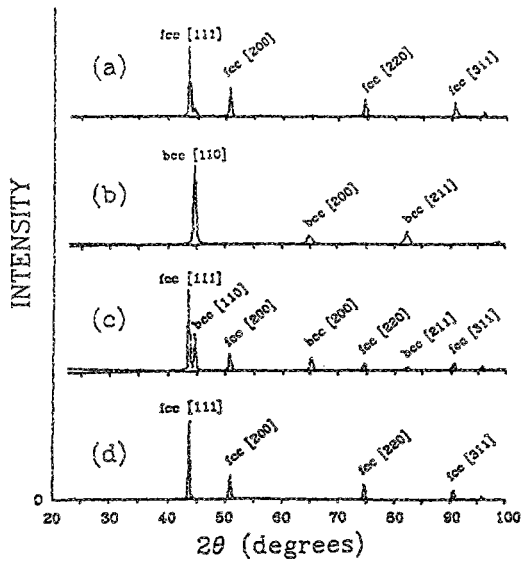 fcc [111]
(a)
fcc [200]
fcc [220]
fcc [311]
bcc [110]
(b)
bcc [200]
bcc [211]
fcc [111]
(c)
bcc [110]
fcc [200]
bcc [200]
fcc [220]
bcc [211]
fcc [311]
fcc [111]
(d)
fcc [200]
fcc [220]
fcc [311]
INTENSITY
0
20 30 40 50 60 70 80 90 100
2θ (degrees)